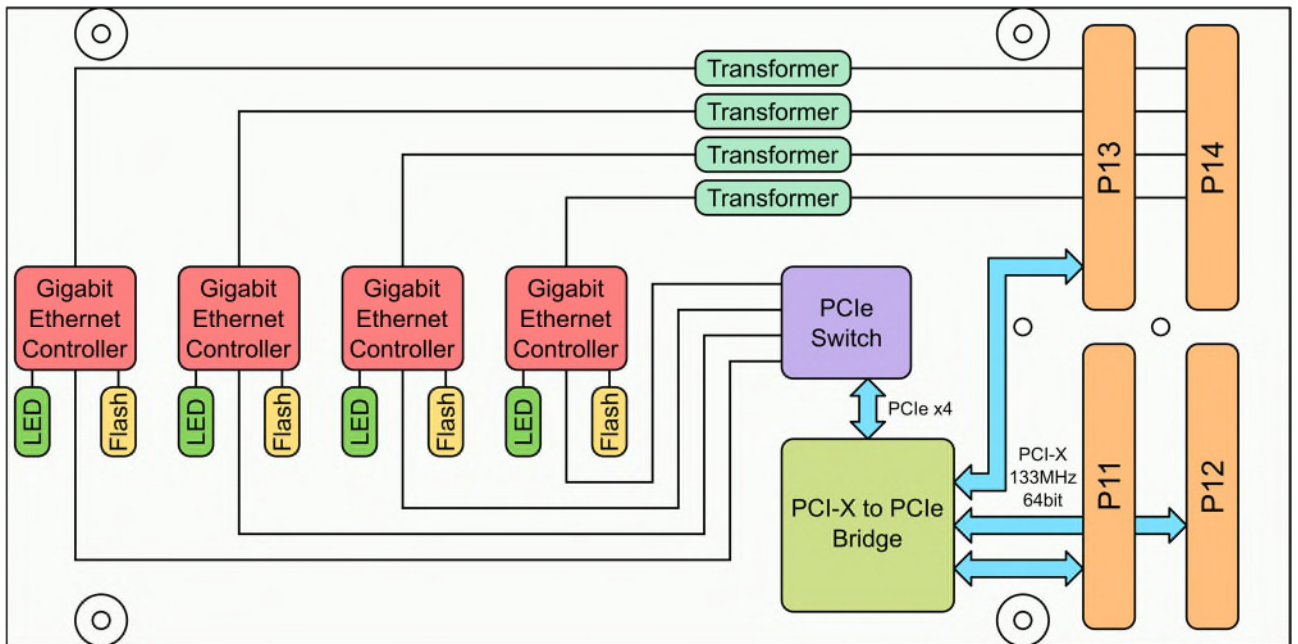 Transformer
Transformer
Transformer
Transformer
P13
P14
Gigabit
Ethernet
Controller
Gigabit
Ethernet
Controller
Gigabit
Ethernet
Controller
Gigabit
Ethernet
Controller
PCIe
Switch
LED
Flash
LED
Flash
LED
Flash
LED
Flash
PCIe x4
PCI-X to PCIe
Bridge
PCI-X
133MHz
64bit
P11
P12